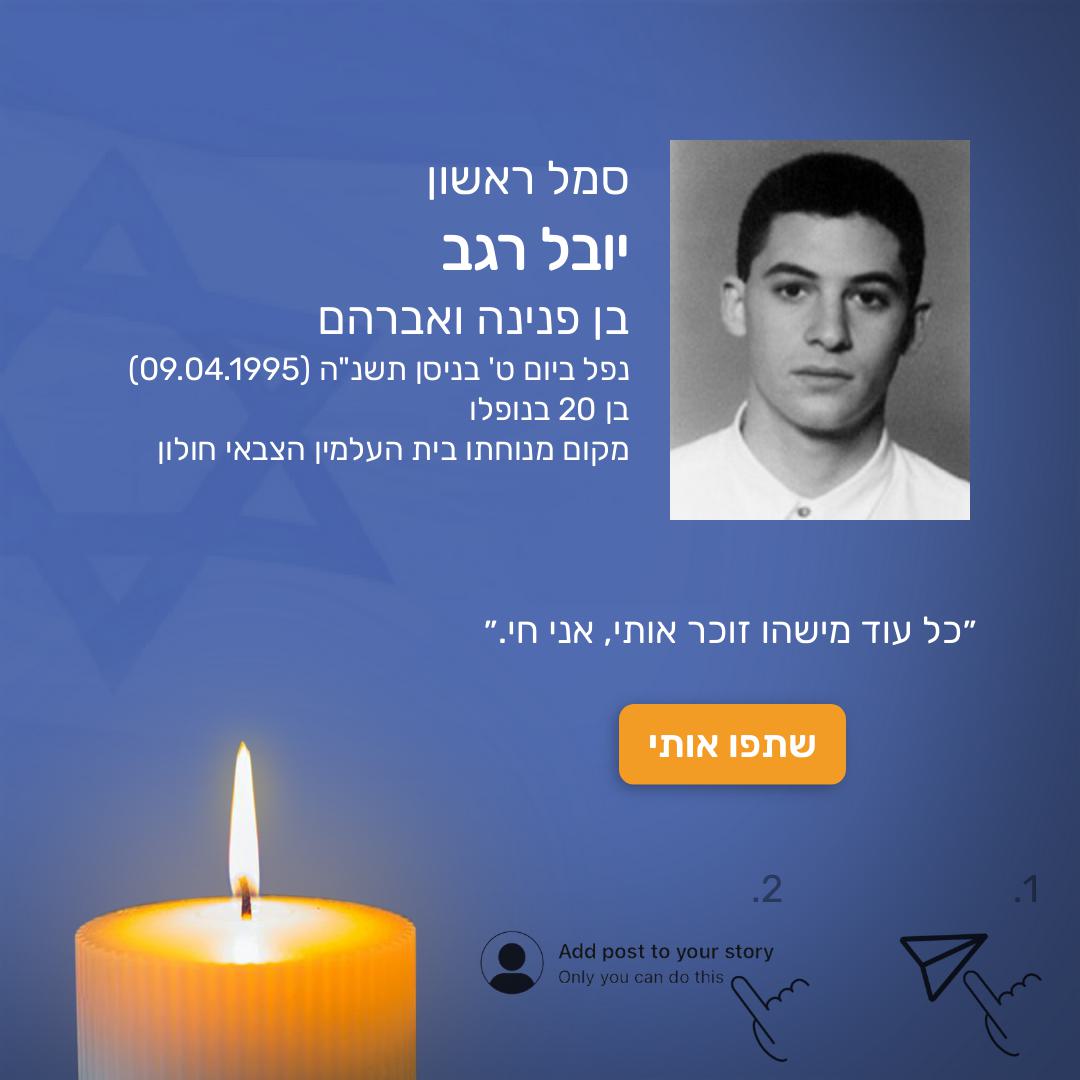 סמל ראשון
יובל רגב
בן פנינה ואברהם
נפל ביום ט' בניסן תשנ"ה (09.04.1995)
בן 20 בנופלו
מקום מנוחתו בית העלמין הצבאי חולון
״כל עוד מישהו זוכר אותי, אני חי.״
שתפו אותי
.1
.2
Add post to your story
Only you can do this